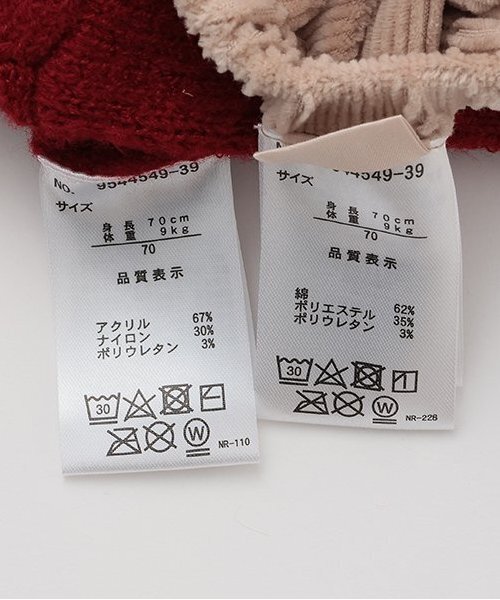 No. 9544549-39
サイズ
身長 70cm
体重 9kg
70
品質表示
アクリル 67%
ナイロン 30%
ポリウレタン 3%
30
W
NR-110
44549-39
サイズ
身長 70cm
体重 9kg
70
品質表示
綿 62%
ポリエステル 35%
ポリウレタン 3%
30
W
NR-226